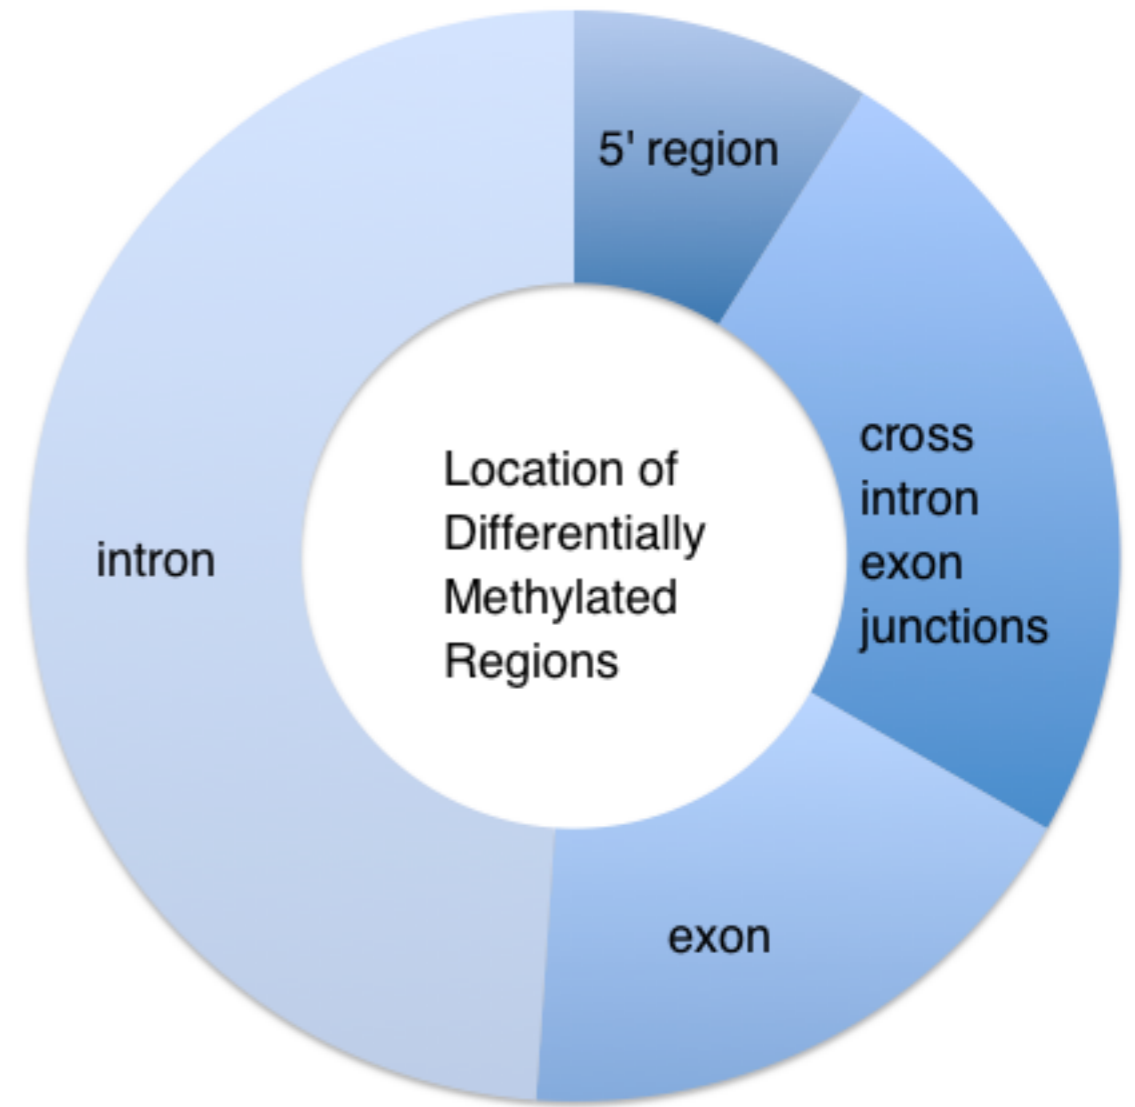 5' region
cross
intron
exon
junctions
exon
intron
Location of
Differentially
Methylated
Regions